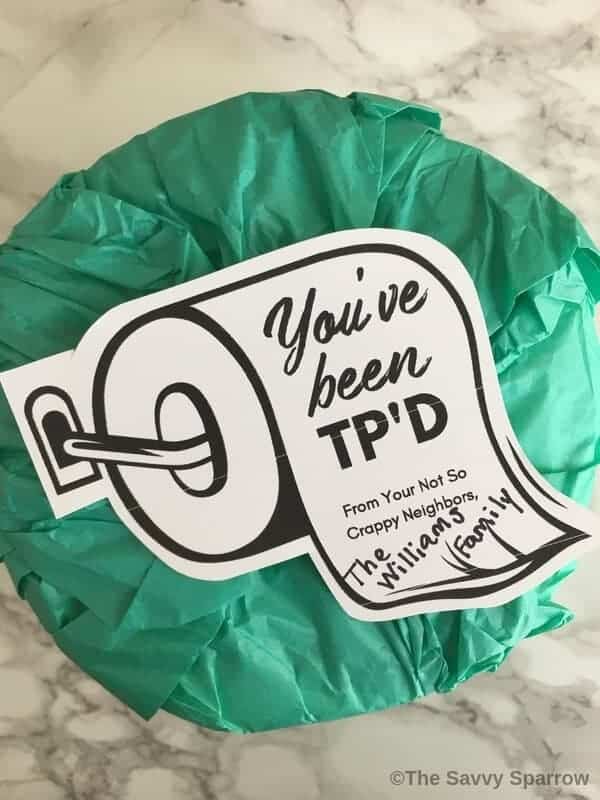 You've
been
TP'D
From Your Not So
Crappy Neighbors,
The
Williams
Family
©The Savvy Sparrow